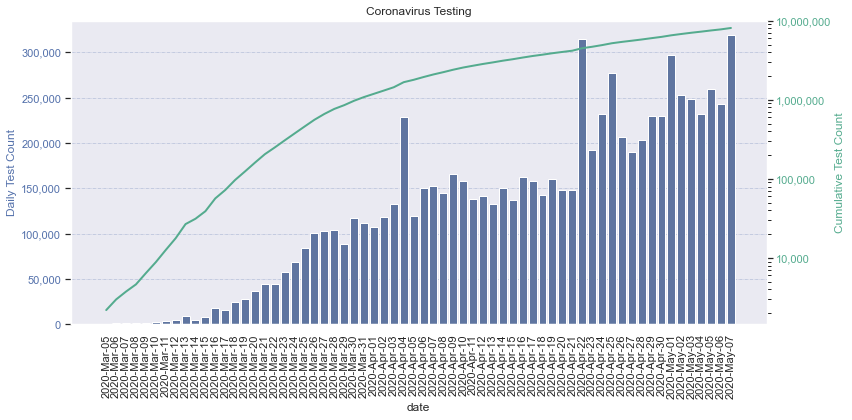 Coronavirus Testing
Daily Test Count
300,000
250,000
200,000
150,000
100,000
50,000
0
10,000,000
1,000,000
100,000
10,000
Cumulative Test Count
2020-Mar-05
2020-Mar-06
2020-Mar-07
2020-Mar-08
2020-Mar-09
2020-Mar-10
2020-Mar-11
2020-Mar-12
2020-Mar-13
2020-Mar-14
2020-Mar-15
2020-Mar-16
2020-Mar-17
2020-Mar-18
2020-Mar-19
2020-Mar-20
2020-Mar-21
2020-Mar-22
2020-Mar-23
2020-Mar-24
2020-Mar-25
2020-Mar-26
2020-Mar-27
2020-Mar-28
2020-Mar-29
2020-Mar-30
2020-Mar-31
2020-Apr-01
2020-Apr-02
2020-Apr-03
2020-Apr-04
2020-Apr-05
2020-Apr-06
2020-Apr-07
2020-Apr-08
2020-Apr-09
2020-Apr-10
2020-Apr-11
2020-Apr-12
2020-Apr-13
2020-Apr-14
2020-Apr-15
2020-Apr-16
2020-Apr-17
2020-Apr-18
2020-Apr-19
2020-Apr-20
2020-Apr-21
2020-Apr-22
2020-Apr-23
2020-Apr-24
2020-Apr-25
2020-Apr-26
2020-Apr-27
2020-Apr-28
2020-Apr-29
2020-Apr-30
2020-May-01
2020-May-02
2020-May-03
2020-May-04
2020-May-05
2020-May-06
2020-May-07
date